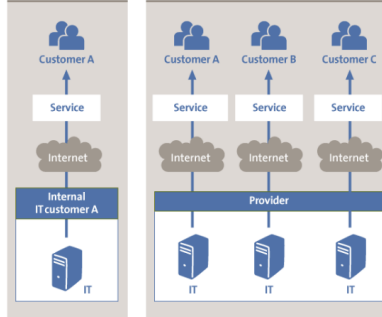 Customer A
Service
Internet
Internal
IT customer A
IT
Customer A Customer B Customer C
Service Service Service
Internet Internet Internet
Provider
IT IT IT